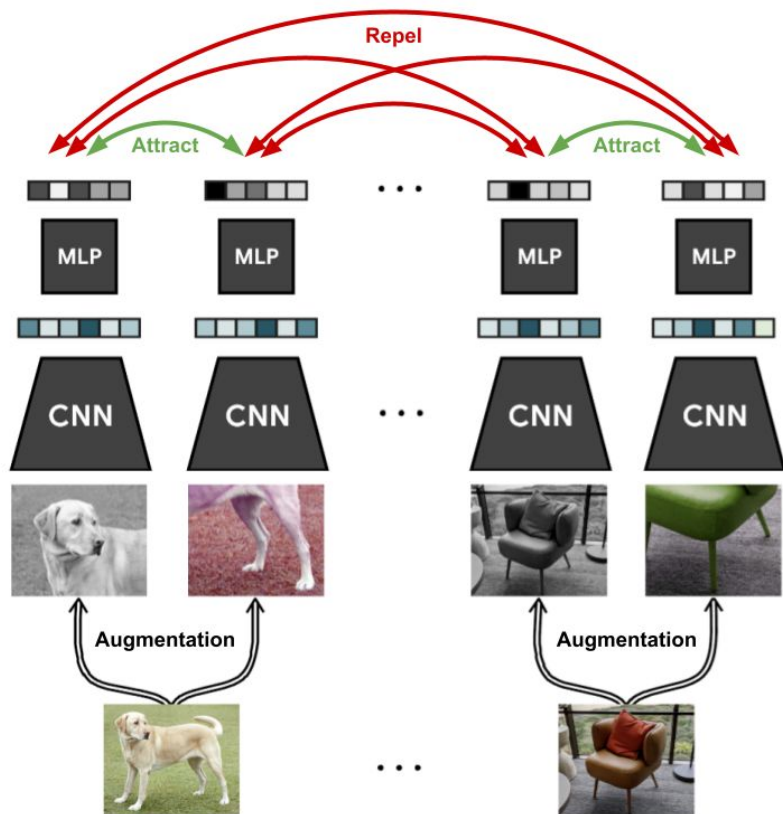 Repel
Attract
Attract
...
MLP
MLP
MLP
MLP
CNN
CNN
...
CNN
CNN
Augmentation
Augmentation
...